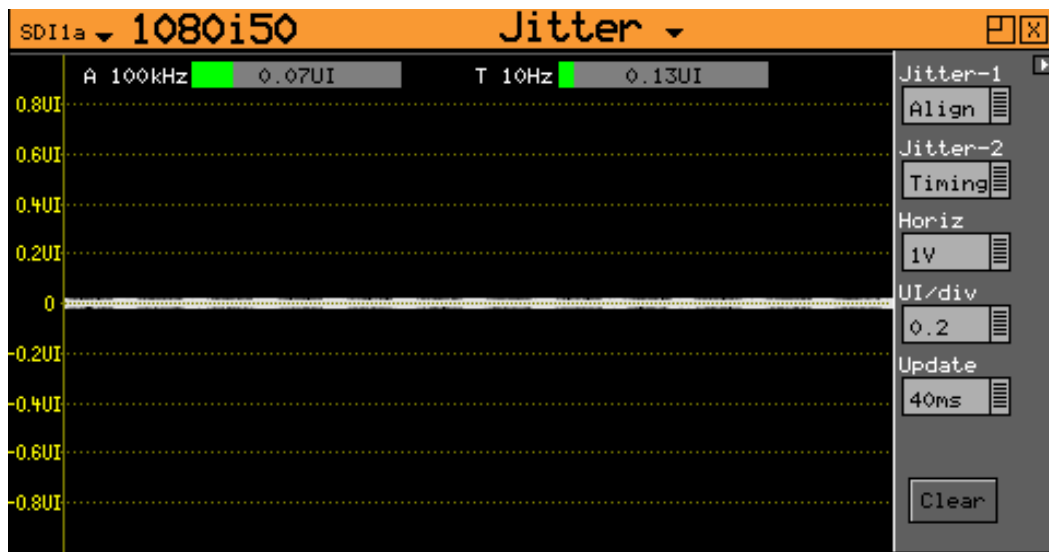 SDI1a 1080i50 Jitter
A 100kHz 0.07UI T 10Hz 0.13UI
0.8UI
0.6UI
0.4UI
0.2UI
0
-0.2UI
-0.4UI
-0.6UI
-0.8UI
Jitter-1
Align
Jitter-2
Timing
Horiz
1V
UI/div
0.2
Update
40ms
Clear